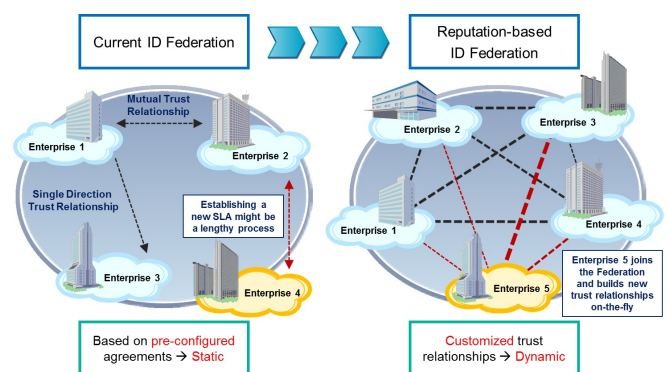 Current ID Federation
Reputation-based
ID Federation
Mutual Trust
Relationship
Enterprise 1
Enterprise 2
Single Direction
Trust Relationship
Establishing a
new SLA might be
a lengthy process
Enterprise 3
Enterprise 4
Enterprise 2
Enterprise 3
Enterprise 1
Enterprise 4
Enterprise 5
Enterprise 5 joins
the Federation
and builds new
trust relationships
on-the-fly
Based on pre-configured
agreements → Static
Customized trust
relationships → Dynamic